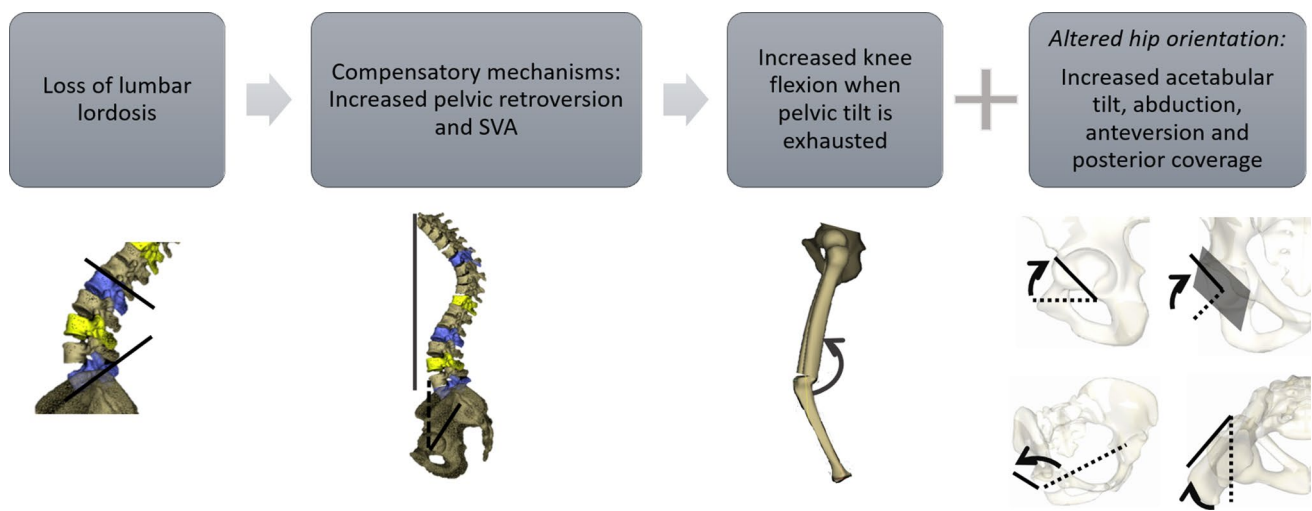 Loss of lumbar
lordosis
Compensatory mechanisms:
Increased pelvic retroversion
and SVA
Increased knee
flexion when
pelvic tilt is
exhausted
Altered hip orientation:
Increased acetabular
tilt, abduction,
anteversion and
posterior coverage